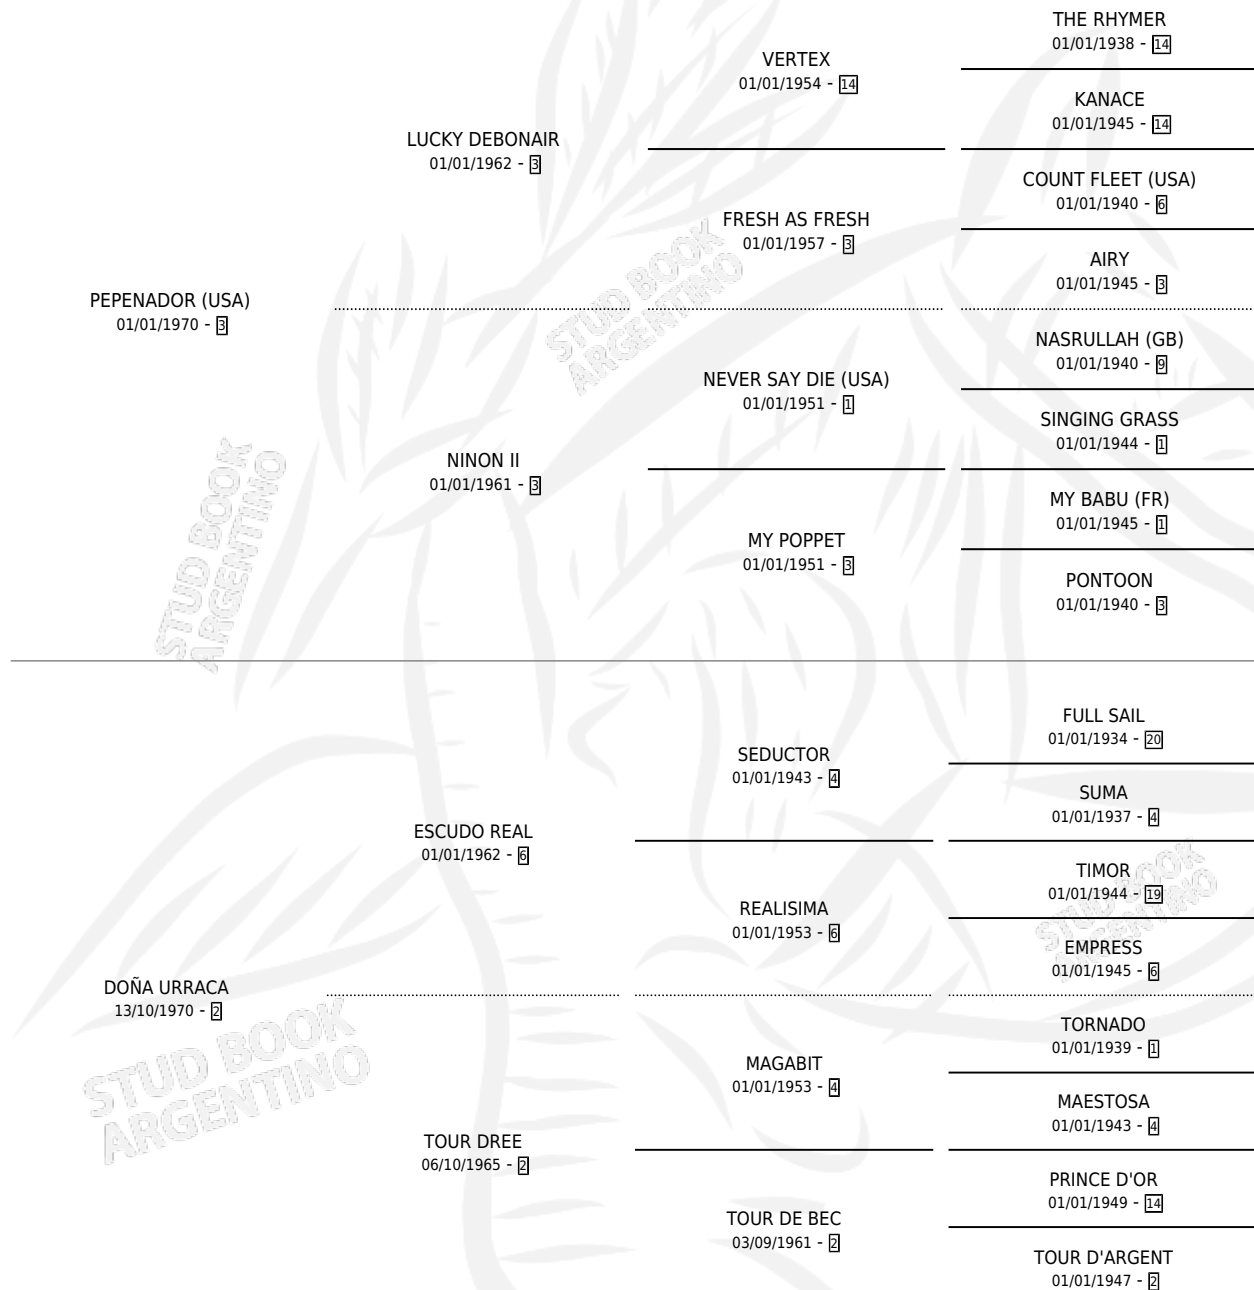 THE RHYMER
01/01/1938 - 14
VERTEX
01/01/1954 - 14
KANACE
01/01/1945 - 14
LUCKY DEBONAIR
01/01/1962 - 3
COUNT FLEET (USA)
01/01/1940 - 6
FRESH AS FRESH
01/01/1957 - 3
AIRY
01/01/1945 - 3
PEPENADOR (USA)
01/01/1970 - 3
NASRULLAH (GB)
01/01/1940 - 9
NEVER SAY DIE (USA)
01/01/1951 - 1
SINGING GRASS
01/01/1944 - 1
NINON II
01/01/1961 - 3
MY BABU (FR)
01/01/1945 - 1
MY POPPET
01/01/1951 - 3
PONTOON
01/01/1940 - 3
FULL SAIL
01/01/1934 - 20
SEDUCTOR
01/01/1943 - 4
SUMA
01/01/1937 - 4
ESCUDO REAL
01/01/1962 - 6
TIMOR
01/01/1944 - 19
REALISIMA
01/01/1953 - 6
EMPRESS
01/01/1945 - 6
DOÑA URRACA
13/10/1970 - 2
TORNADO
01/01/1939 - 1
MAGABIT
01/01/1953 - 4
MAESTOSA
01/01/1943 - 4
TOUR DREE
06/10/1965 - 2
PRINCE D'OR
01/01/1949 - 14
TOUR DE BEC
03/09/1961 - 2
TOUR D'ARGENT
01/01/1947 - 2
STUD BOOK
ARGENTINO
STUD BOOK
ARGENTINO
STUD BOOK
ARGENTINO
STUD BOOK
ARGENTINO